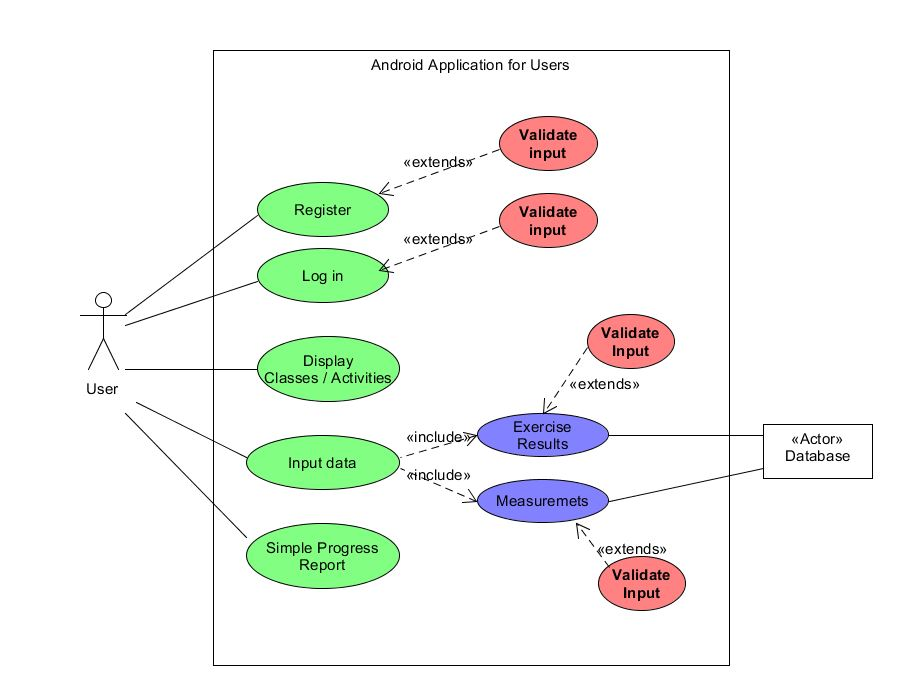 Android Application for Users
Validate
input
«extends»
Register
Validate
input
«extends»
Log in
Validate
Input
«extends»
Display
Classes / Activities
User
Exercise
Results
«include»
«Actor»
Database
Input data
«include»
Measuremets
Simple Progress
Report
«extends»
Validate
Input